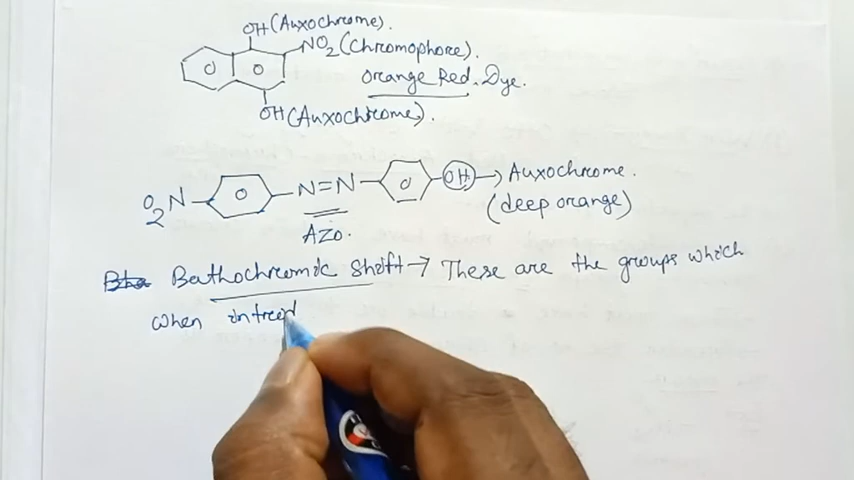 OH (Auxochrome).
NO2 (Chromophore).
O O
orange Red. Dye.
OH (Auxochrome).
O2N O N=N O OH → Auxochrome.
(deep orange)
Azo.
Bathochromic shift → These are the groups which
when introd